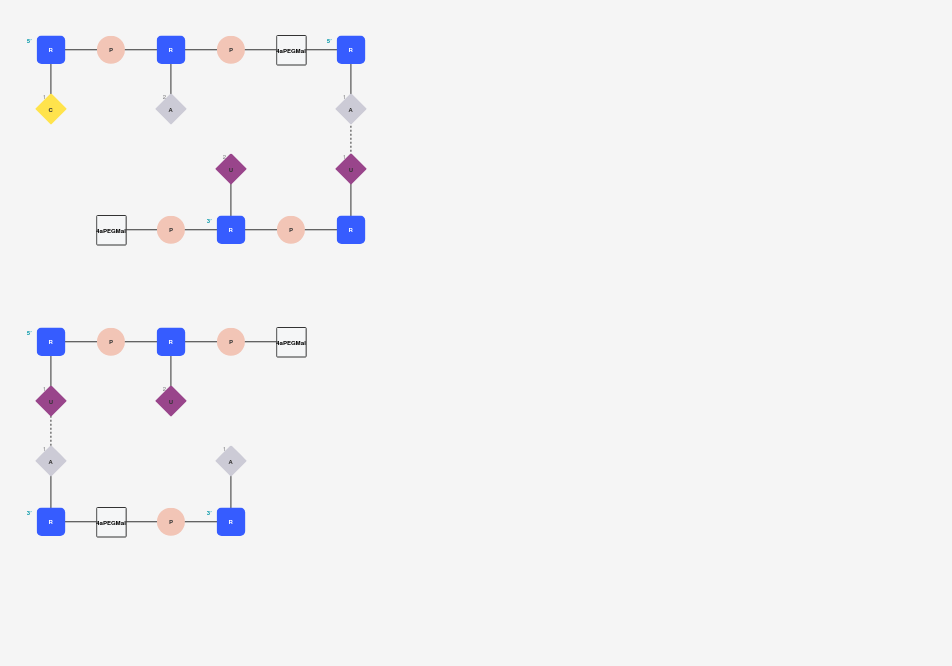 5' R P R P 4aPEGMal 5' R
1 C 2 A 1 A
2 U 1 U
4aPEGMal P 3' R P R
5' R P R P 4aPEGMal
1 U 2 U
1 A 1 A
3' R 4aPEGMal P 3' R